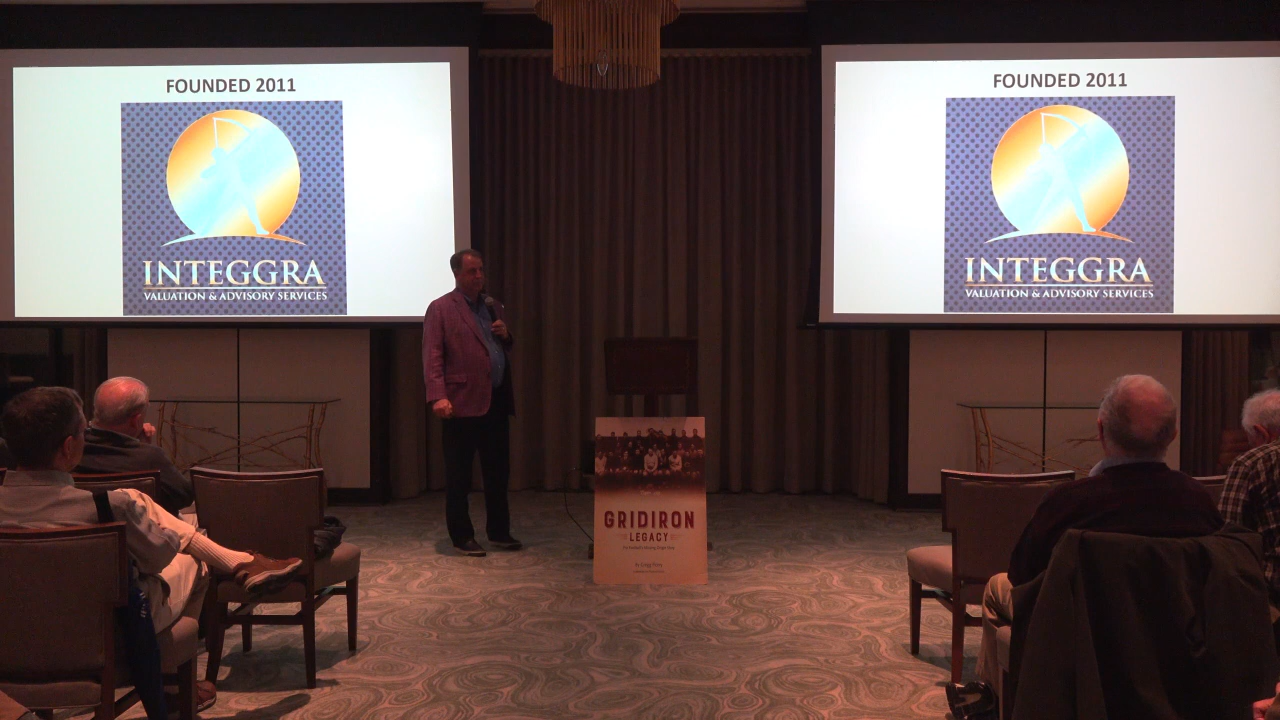 FOUNDED 2011
INTEGGRA
VALUATION & ADVISORY SERVICES
FOUNDED 2011
INTEGGRA
VALUATION & ADVISORY SERVICES
GRIDIRON
LEGACY